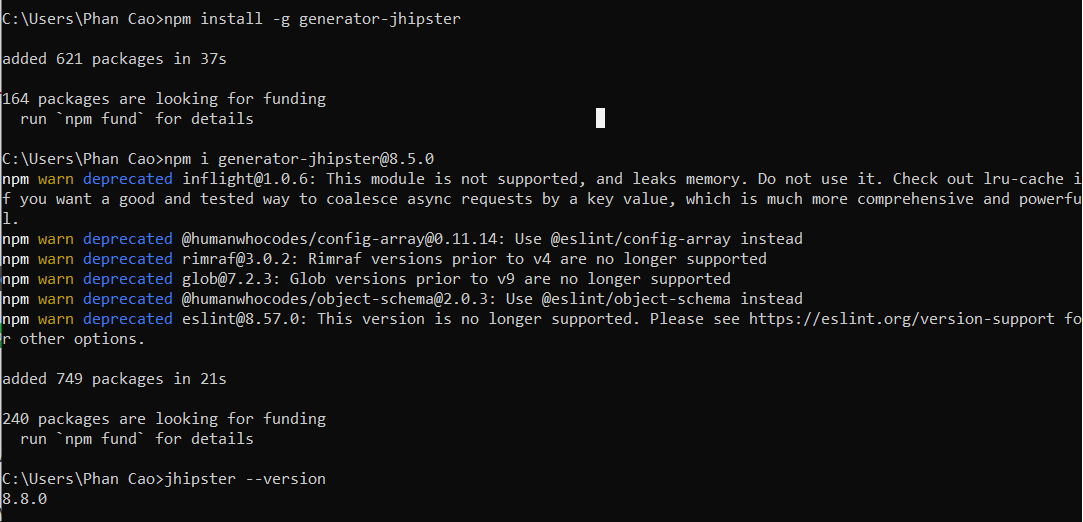 C:\Users\Phan Cao>npm install -g generator-jhipster
added 621 packages in 37s
164 packages are looking for funding
run `npm fund` for details
C:\Users\Phan Cao>npm i generator-jhipster@8.5.0
npm warn deprecated inflight@1.0.6: This module is not supported, and leaks memory. Do not use it. Check out lru-cache i
f you want a good and tested way to coalesce async requests by a key value, which is much more comprehensive and powerfu
l.
npm warn deprecated @humanwhocodes/config-array@0.11.14: Use @eslint/config-array instead
npm warn deprecated rimraf@3.0.2: Rimraf versions prior to v4 are no longer supported
npm warn deprecated glob@7.2.3: Glob versions prior to v9 are no longer supported
npm warn deprecated @humanwhocodes/object-schema@2.0.3: Use @eslint/object-schema instead
npm warn deprecated eslint@8.57.0: This version is no longer supported. Please see https://eslint.org/version-support fo
r other options.
added 749 packages in 21s
240 packages are looking for funding
run `npm fund` for details
C:\Users\Phan Cao>jhipster --version
8.8.0